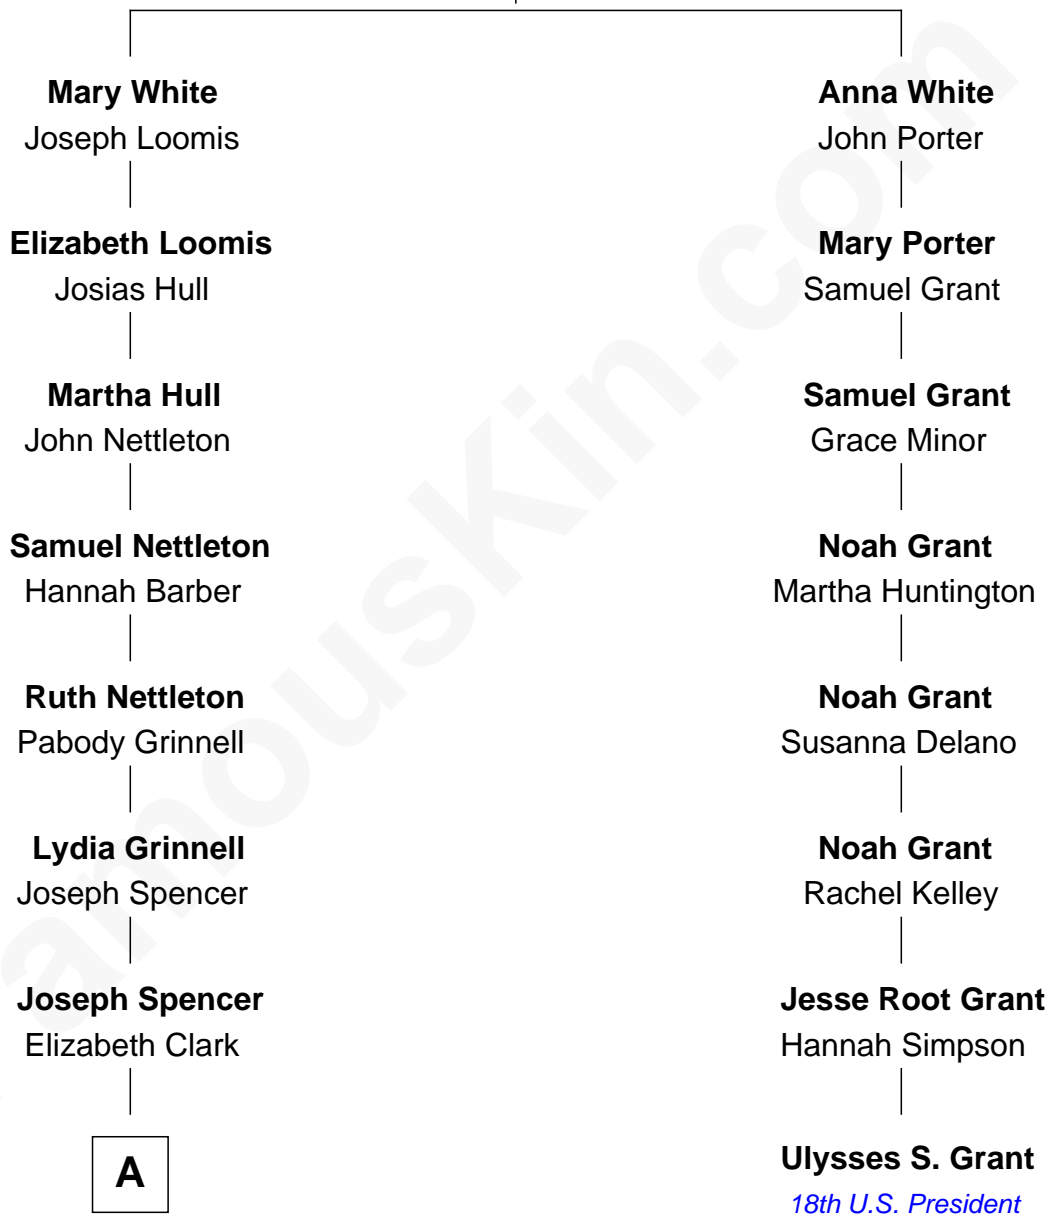 Mary White
Joseph Loomis
Elizabeth Loomis
Josias Hull
Martha Hull
John Nettleton
Samuel Nettleton
Hannah Barber
Ruth Nettleton
Pabody Grinnell
Lydia Grinnell
Joseph Spencer
Joseph Spencer
Elizabeth Clark
A
Anna White
John Porter
Mary Porter
Samuel Grant
Samuel Grant
Grace Minor
Noah Grant
Martha Huntington
Noah Grant
Susanna Delano
Noah Grant
Rachel Kelley
Jesse Root Grant
Hannah Simpson
Ulysses S. Grant
18th U.S. President
amouskin.com